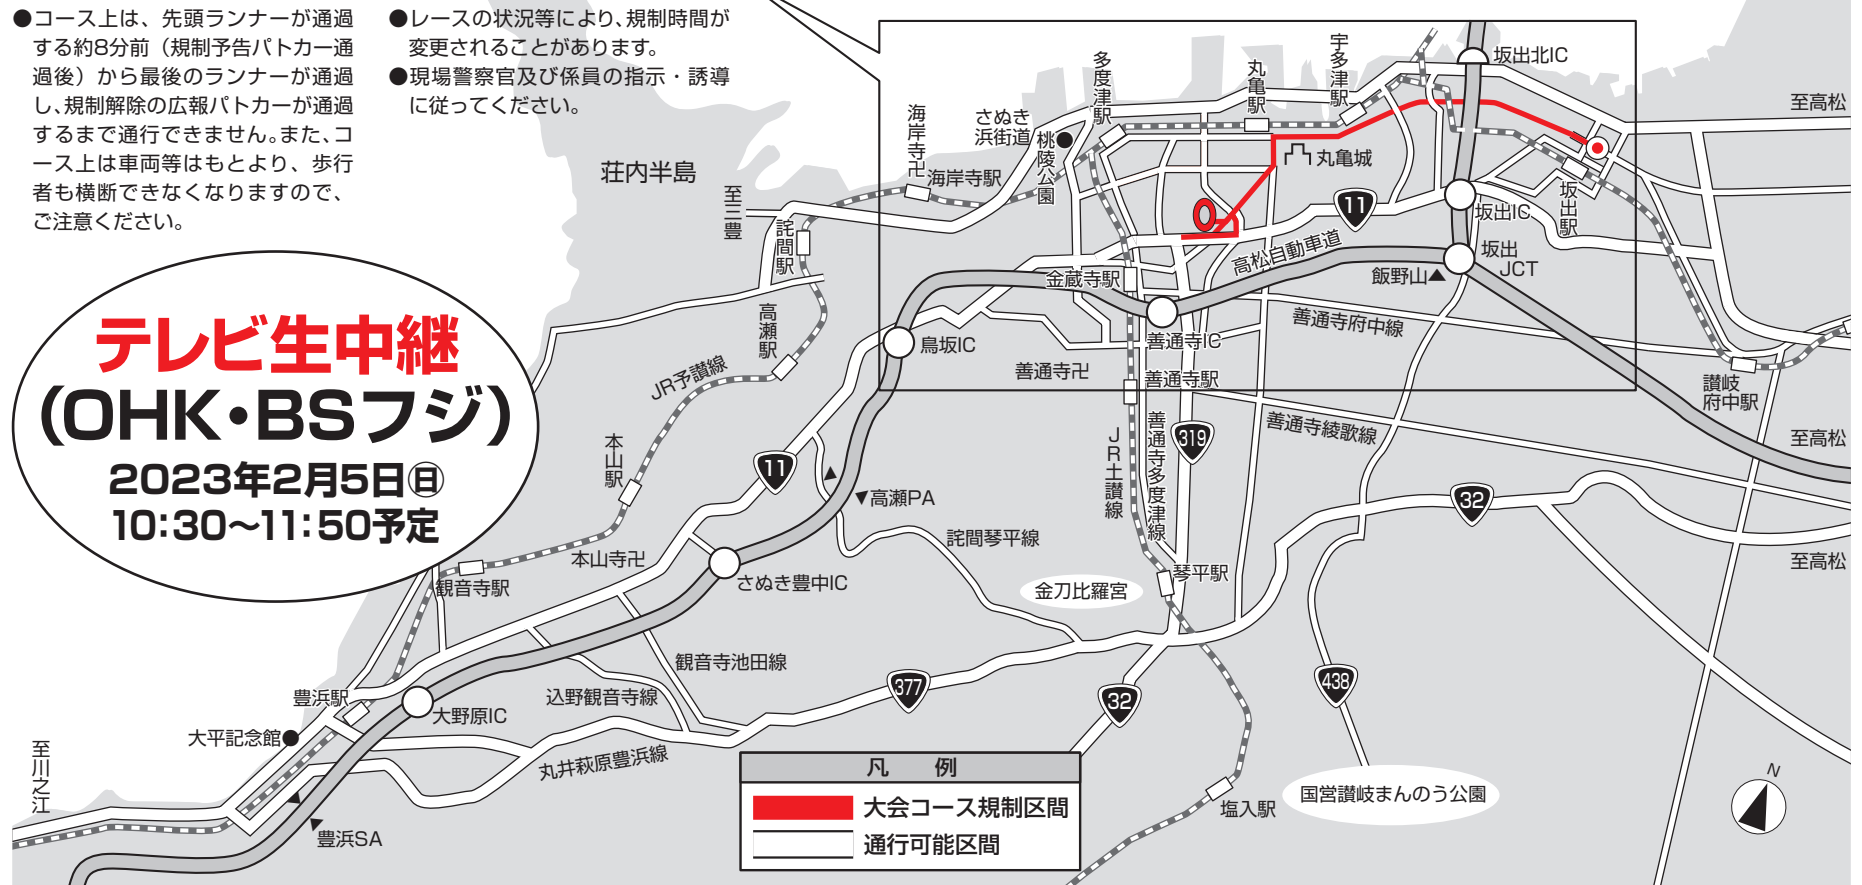 ●コース上は、先頭ランナーが通過
する約8分前（規制予告パトカー通
過後）から最後のランナーが通過
し、規制解除の広報パトカーが通過
するまで通行できません。また、コ
ース上は車両等はもとより、歩行
者も横断できなくなりますので、
ご注意ください。
●レースの状況等により、規制時間が
変更されることがあります。
●現場警察官及び係員の指示・誘導
に従ってください。
テレビ生中継
(OHK・BSフジ)
2023年2月5日㊐
10:30〜11:50予定
荘内半島
至三豊
詫間駅
高瀬駅
JR予讃線
本山駅
海岸寺卍
海岸寺駅
さぬき
浜街道
桃陵公園
多度津駅
丸亀駅
宇多津駅
坂出北IC
至高松
丸亀城
11
坂出IC
坂出駅
坂出
JCT
飯野山▲
高松自動車道
金蔵寺駅
善通寺IC
善通寺府中線
鳥坂IC
善通寺卍
善通寺駅
讃岐
府中駅
至高松
善通寺綾歌線
319
JR土讃線
善通寺多度津線
11
高瀬PA
32
至高松
詫間琴平線
本山寺卍
観音寺駅
さぬき豊中IC
金刀比羅宮
琴平駅
観音寺池田線
377
32
438
豊浜駅
込野観音寺線
大野原IC
大平記念館●
丸井萩原豊浜線
至川之江
豊浜SA
塩入駅
国営讃岐まんのう公園
N
凡 例
大会コース規制区間
通行可能区間